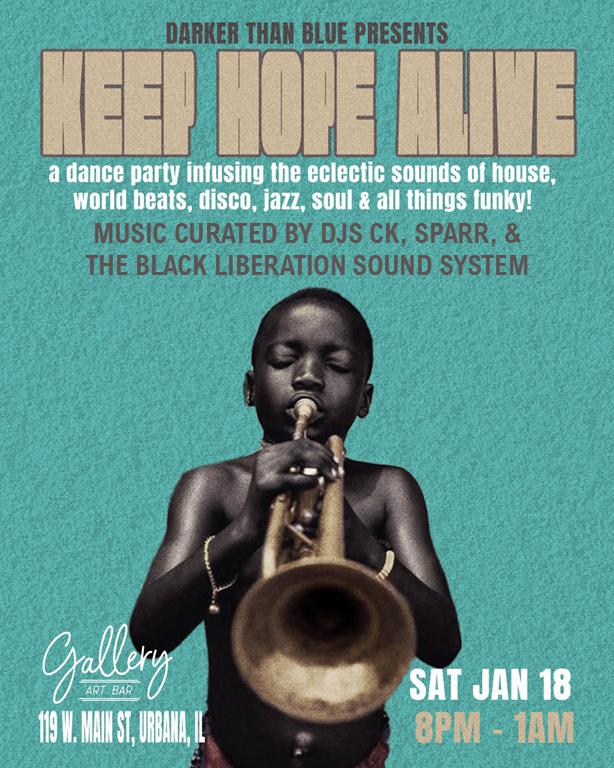 DARKER THAN BLUE PRESENTS
KEEP HOPE ALIVE
a dance party infusing the eclectic sounds of house,
world beats, disco, jazz, soul & all things funky!
MUSIC CURATED BY DJS CK, SPARR, &
THE BLACK LIBERATION SOUND SYSTEM
Gallery
ART BAR
119 W. MAIN ST, URBANA, IL
SAT JAN 18
8PM - 1AM